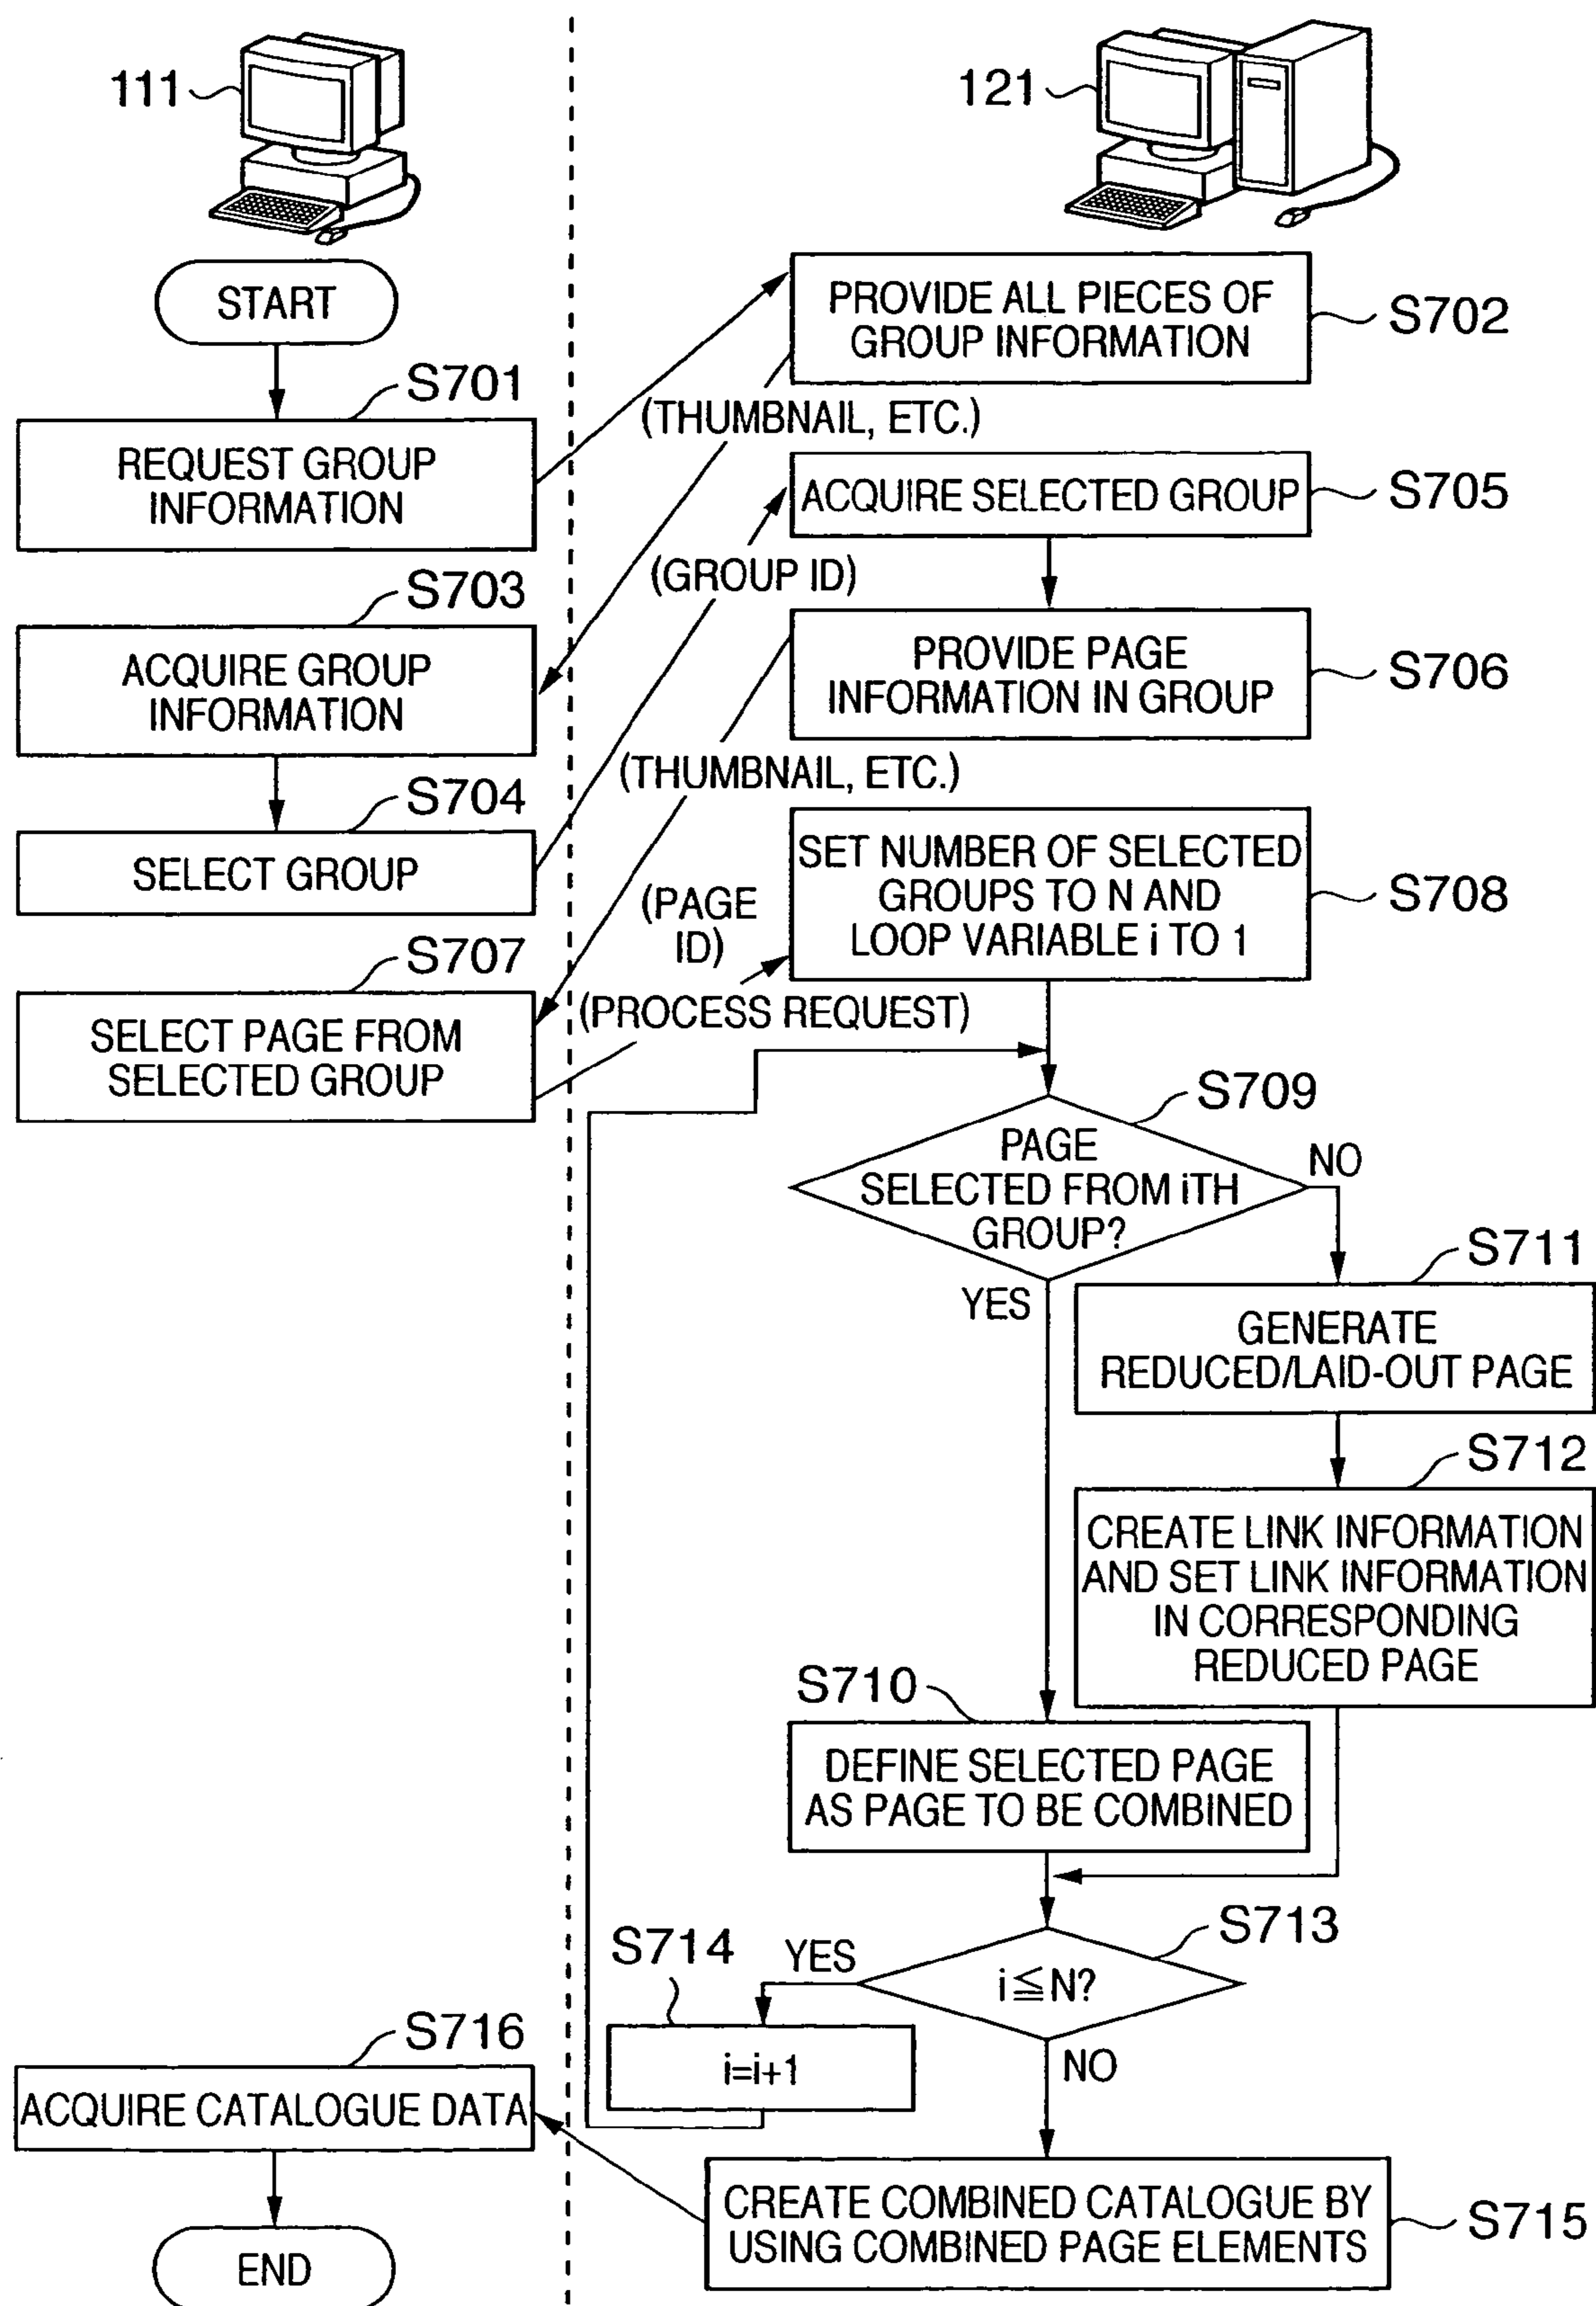 111
121
START
PROVIDE ALL PIECES OF
GROUP INFORMATION
S702
S701
REQUEST GROUP
INFORMATION
(THUMBNAIL, ETC.)
ACQUIRE SELECTED GROUP
S705
(GROUP ID)
S703
ACQUIRE GROUP
INFORMATION
PROVIDE PAGE
INFORMATION IN GROUP
S706
(THUMBNAIL, ETC.)
S704
SELECT GROUP
SET NUMBER OF SELECTED
GROUPS TO N AND
LOOP VARIABLE i TO 1
S708
(PAGE
ID)
S707
SELECT PAGE FROM
SELECTED GROUP
(PROCESS REQUEST)
S709
PAGE
SELECTED FROM iTH
GROUP?
NO
YES
S711
GENERATE
REDUCED/LAID-OUT PAGE
S712
CREATE LINK INFORMATION
AND SET LINK INFORMATION
IN CORRESPONDING
REDUCED PAGE
S710
DEFINE SELECTED PAGE
AS PAGE TO BE COMBINED
S713
i≦N?
YES
NO
S714
i=i+1
S716
ACQUIRE CATALOGUE DATA
CREATE COMBINED CATALOGUE BY
USING COMBINED PAGE ELEMENTS
S715
END